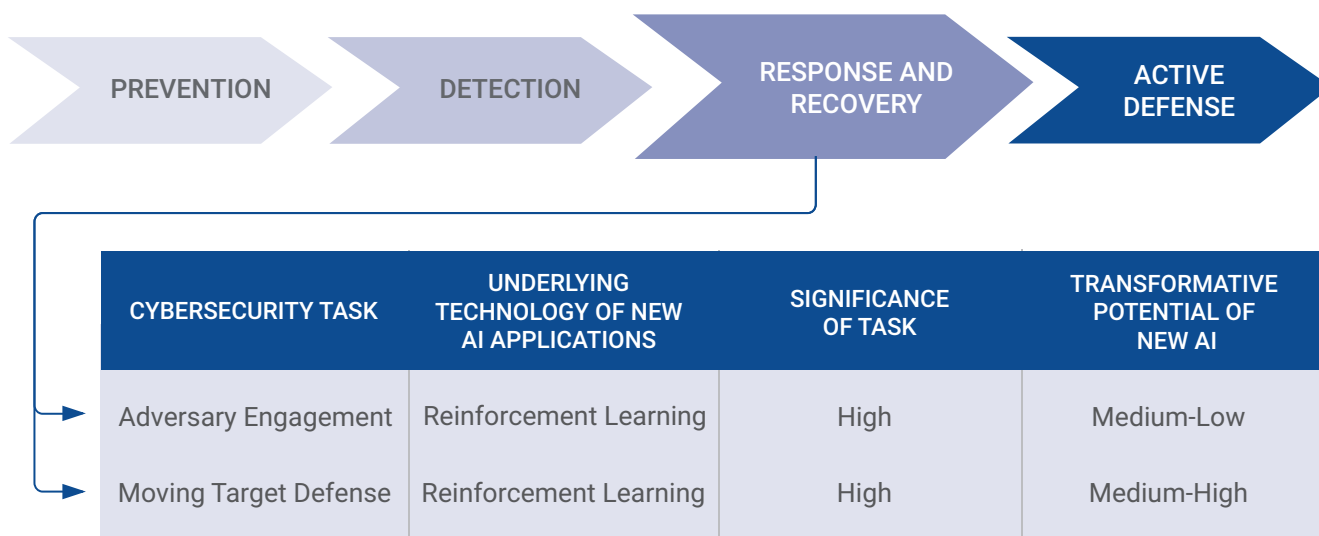 PREVENTION
DETECTION
RESPONSE AND
RECOVERY
ACTIVE
DEFENSE
CYBERSECURITY TASK
UNDERLYING
TECHNOLOGY OF NEW
AI APPLICATIONS
SIGNIFICANCE
OF TASK
TRANSFORMATIVE
POTENTIAL OF
NEW AI
Adversary Engagement
Reinforcement Learning
High
Medium-Low
Moving Target Defense
Reinforcement Learning
High
Medium-High